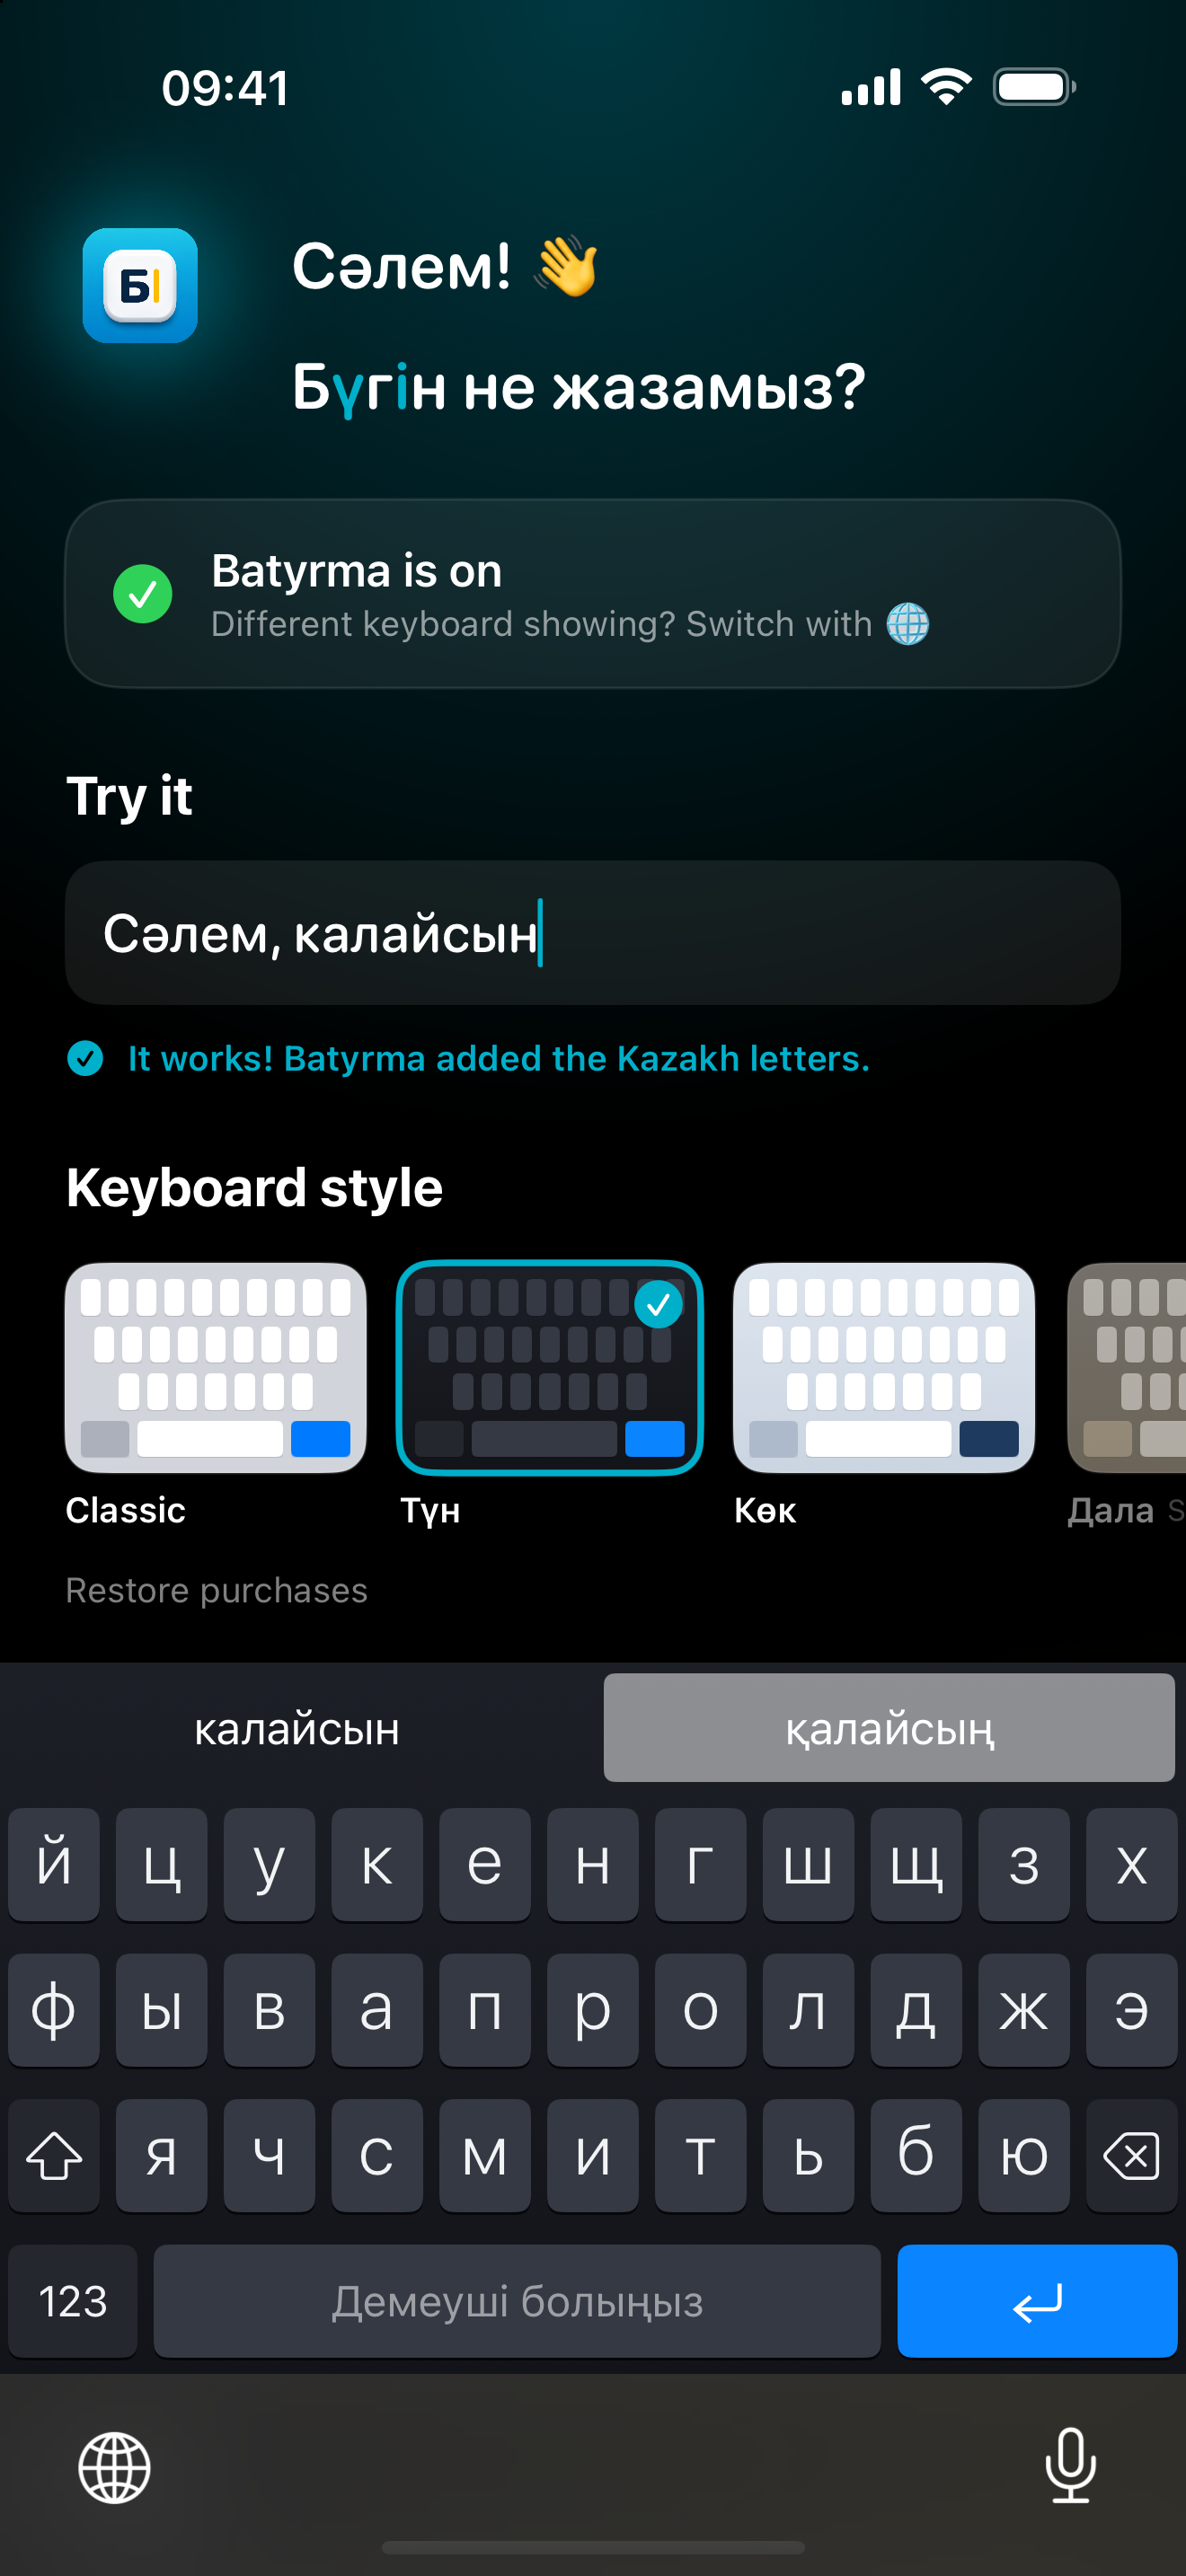 09:41
БІ
Сәлем! 👋
Бүгін не жазамыз?
Batyrma is on
Different keyboard showing? Switch with 🌐
Try it
Сәлем, калайсын
It works! Batyrma added the Kazakh letters.
Keyboard style
Classic
Түн
Көк
Дала S
Restore purchases
калайсын қалайсың
й ц у к е н г ш щ з х
ф ы в а п р о л д ж э
я ч с м и т ь б ю
123 Демеуші болыңыз